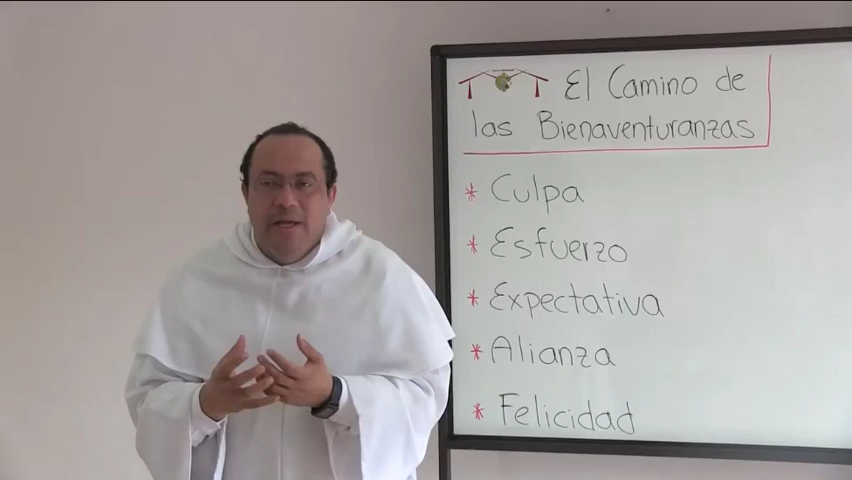 El Camino de
las Bienaventuranzas
* Culpa
* Esfuerzo
* Expectativa
* Alianza
* Felicidad